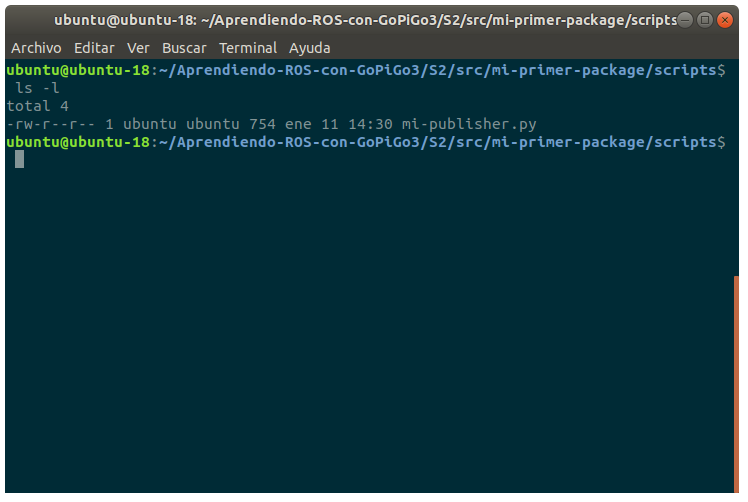 ubuntu@ubuntu-18: ~/Aprendiendo-ROS-con-GoPiGo3/S2/src/mi-primer-package/scripts
Archivo Editar Ver Buscar Terminal Ayuda
ubuntu@ubuntu-18:~/Aprendiendo-ROS-con-GoPiGo3/S2/src/mi-primer-package/scripts$
ls -l
total 4
-rw-r--r-- 1 ubuntu ubuntu 754 ene 11 14:30 mi-publisher.py
ubuntu@ubuntu-18:~/Aprendiendo-ROS-con-GoPiGo3/S2/src/mi-primer-package/scripts$